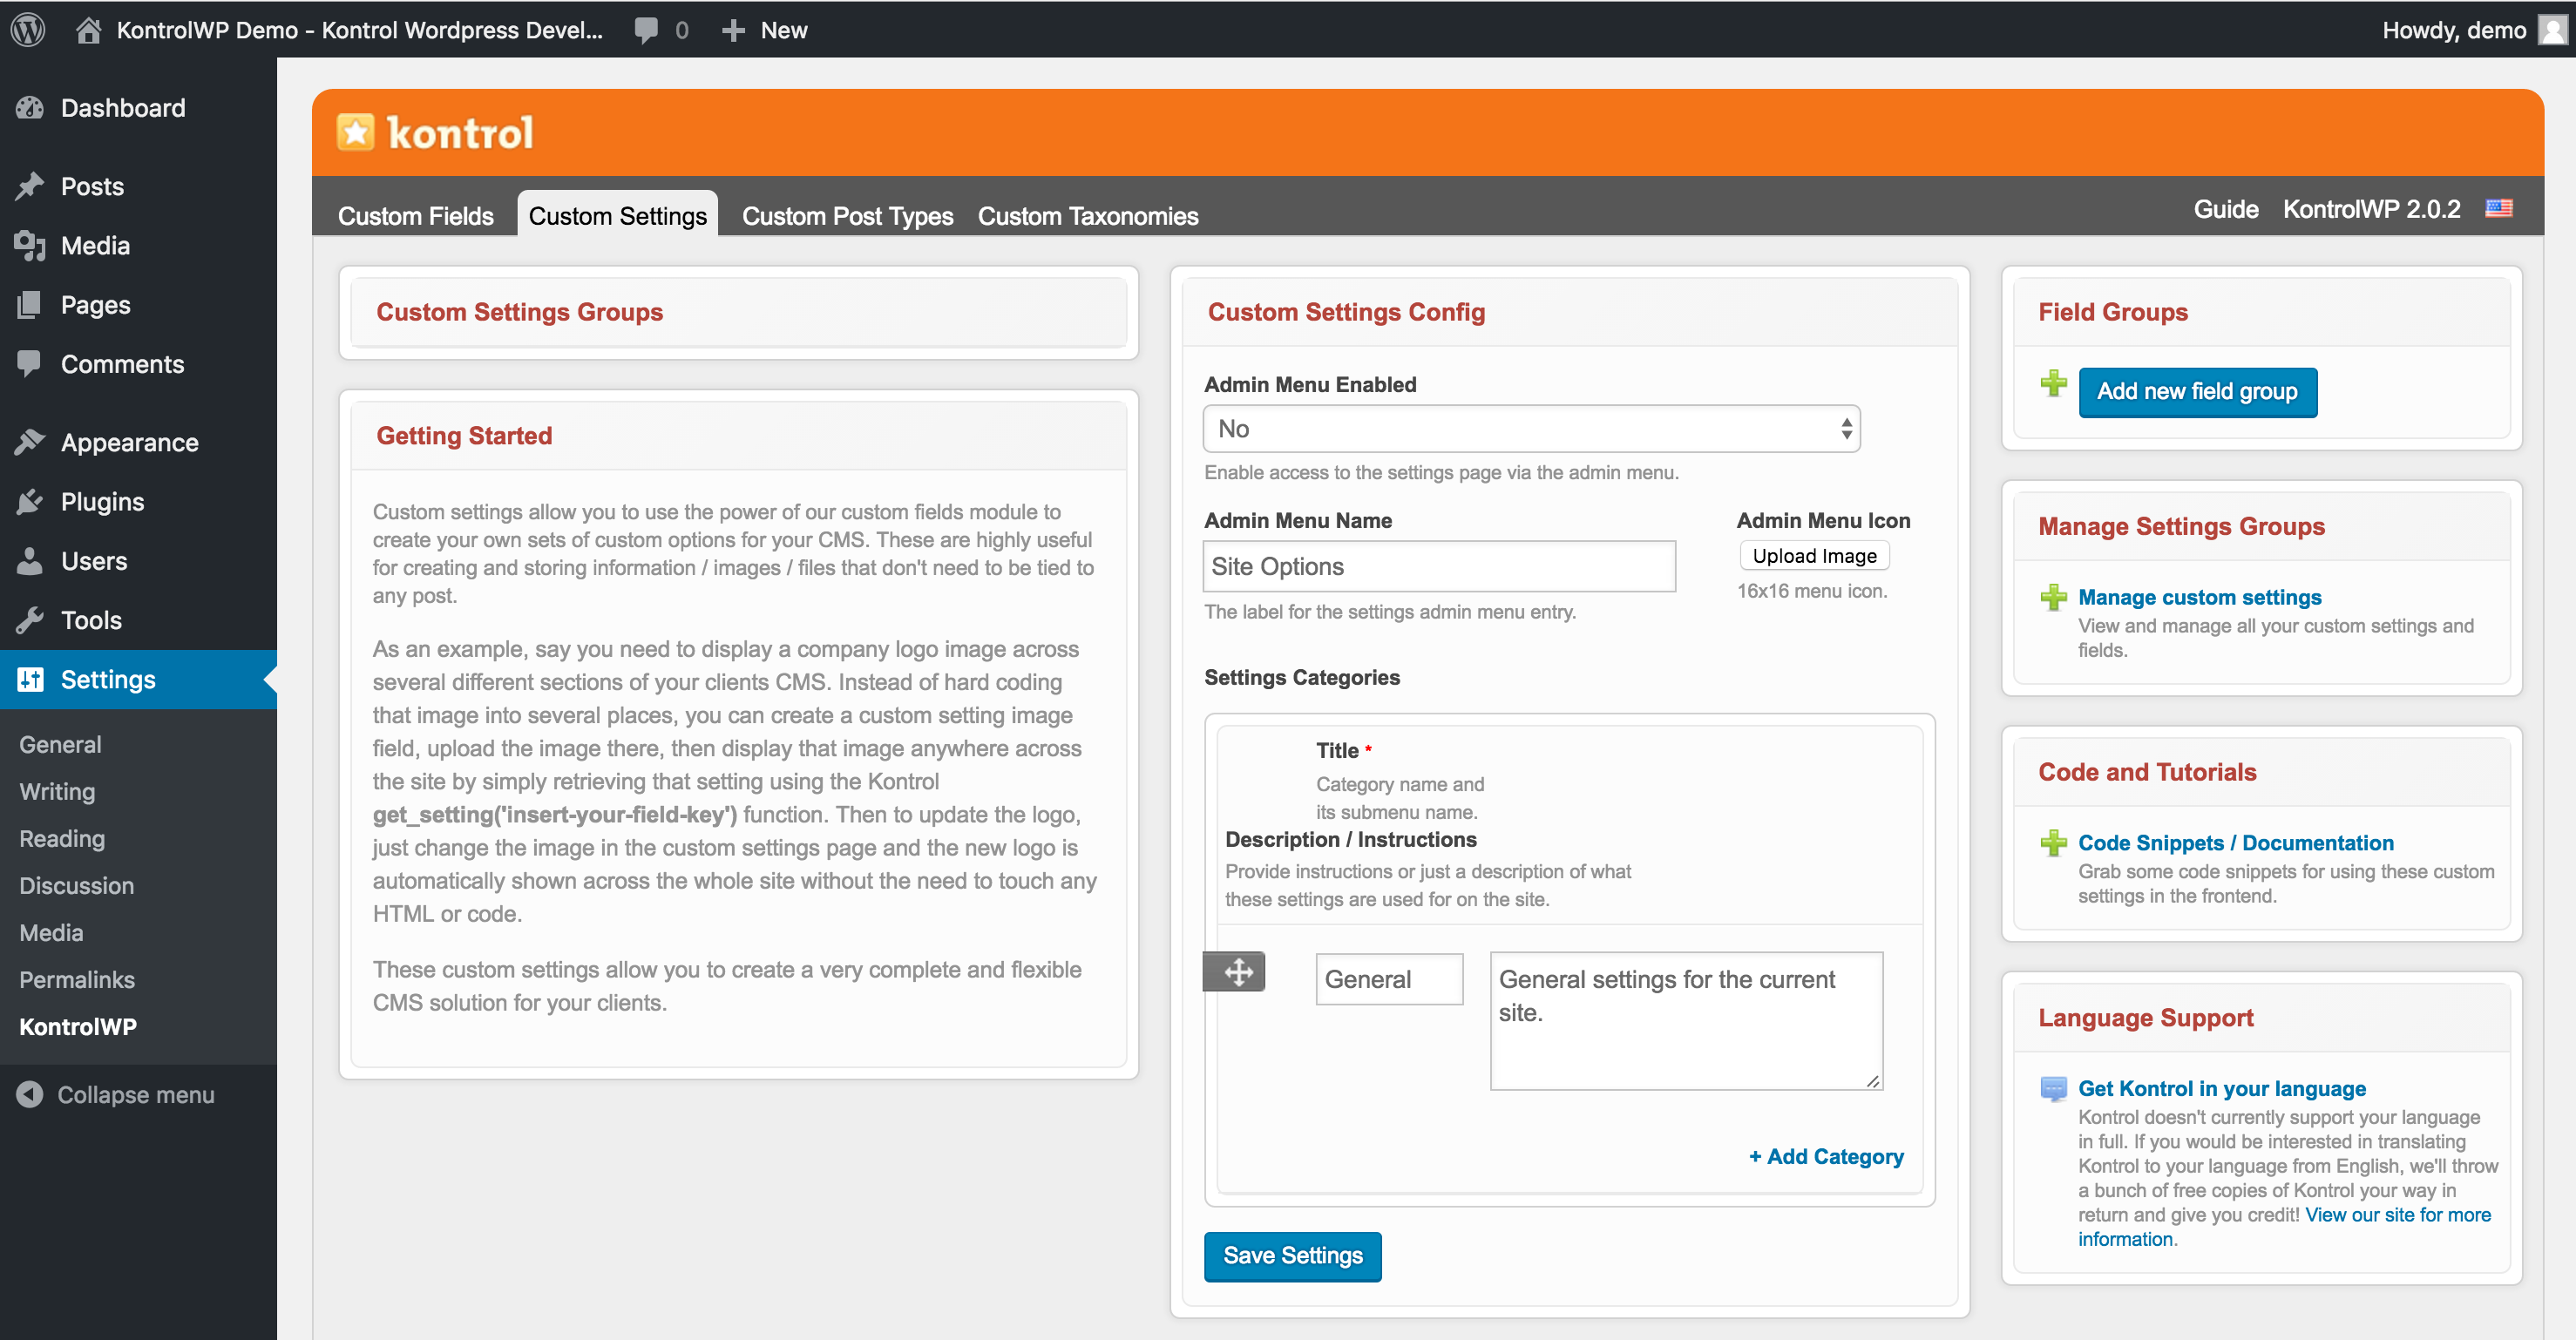 KontrolWP Demo – Kontrol Wordpress Devel...
0
New
Howdy, demo
Dashboard
Posts
Media
Pages
Comments
Appearance
Plugins
Users
Tools
Settings
General
Writing
Reading
Discussion
Media
Permalinks
KontrolWP
Collapse menu
kontrol
Custom Fields
Custom Settings
Custom Post Types
Custom Taxonomies
Guide
KontrolWP 2.0.2
Custom Settings Groups
Getting Started
Custom settings allow you to use the power of our custom fields module to
create your own sets of custom options for your CMS. These are highly useful
for creating and storing information / images / files that don't need to be tied to
any post.
As an example, say you need to display a company logo image across
several different sections of your clients CMS. Instead of hard coding
that image into several places, you can create a custom setting image
field, upload the image there, then display that image anywhere across
the site by simply retrieving that setting using the Kontrol
get_setting('insert-your-field-key') function. Then to update the logo,
just change the image in the custom settings page and the new logo is
automatically shown across the whole site without the need to touch any
HTML or code.
These custom settings allow you to create a very complete and flexible
CMS solution for your clients.
Custom Settings Config
Admin Menu Enabled
No
Enable access to the settings page via the admin menu.
Admin Menu Name
Site Options
The label for the settings admin menu entry.
Admin Menu Icon
Upload Image
16x16 menu icon.
Settings Categories
Title *
Category name and
its submenu name.
Description / Instructions
Provide instructions or just a description of what
these settings are used for on the site.
General
General settings for the current
site.
+ Add Category
Save Settings
Field Groups
Add new field group
Manage Settings Groups
Manage custom settings
View and manage all your custom settings and
fields.
Code and Tutorials
Code Snippets / Documentation
Grab some code snippets for using these custom
settings in the frontend.
Language Support
Get Kontrol in your language
Kontrol doesn't currently support your language
in full. If you would be interested in translating
Kontrol to your language from English, we'll throw
a bunch of free copies of Kontrol your way in
return and give you credit! View our site for more
information.